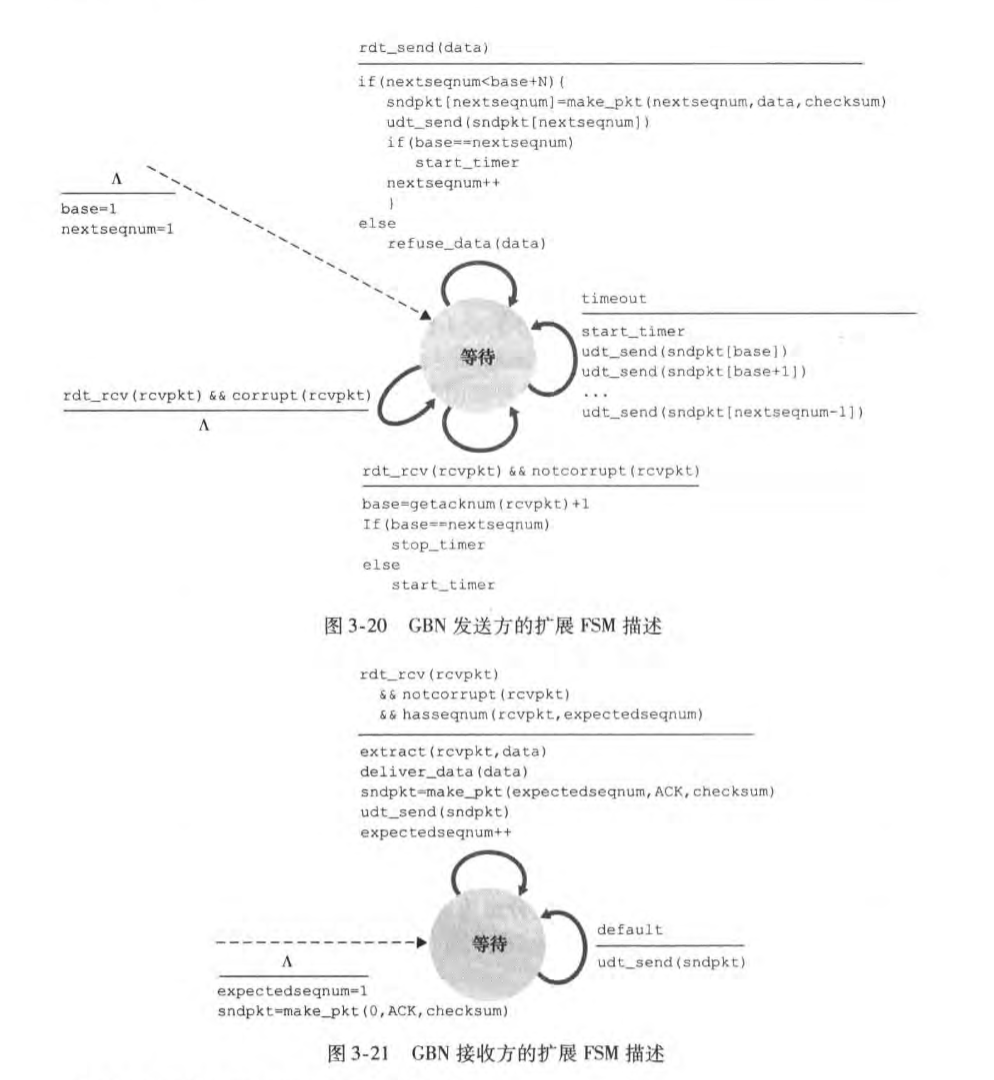 rdt_send(data)
if(nextseqnum<base+N){
sndpkt[nextseqnum]=make_pkt(nextseqnum,data,checksum)
udt_send(sndpkt[nextseqnum])
if(base==nextseqnum)
start_timer
nextseqnum++
}
else
refuse_data(data)
Λ
base=1
nextseqnum=1
等待
timeout
start_timer
udt_send(sndpkt[base])
udt_send(sndpkt[base+1])
...
udt_send(sndpkt[nextseqnum-1])
rdt_rcv(rcvpkt) && corrupt(rcvpkt)
Λ
rdt_rcv(rcvpkt) && notcorrupt(rcvpkt)
base=getacknum(rcvpkt)+1
If(base==nextseqnum)
stop_timer
else
start_timer
图 3-20 GBN 发送方的扩展 FSM 描述
rdt_rcv(rcvpkt)
&& notcorrupt(rcvpkt)
&& hasseqnum(rcvpkt,expectedseqnum)
extract(rcvpkt,data)
deliver_data(data)
sndpkt=make_pkt(expectedseqnum,ACK,checksum)
udt_send(sndpkt)
expectedseqnum++
等待
default
udt_send(sndpkt)
Λ
expectedseqnum=1
sndpkt=make_pkt(0,ACK,checksum)
图 3-21 GBN 接收方的扩展 FSM 描述